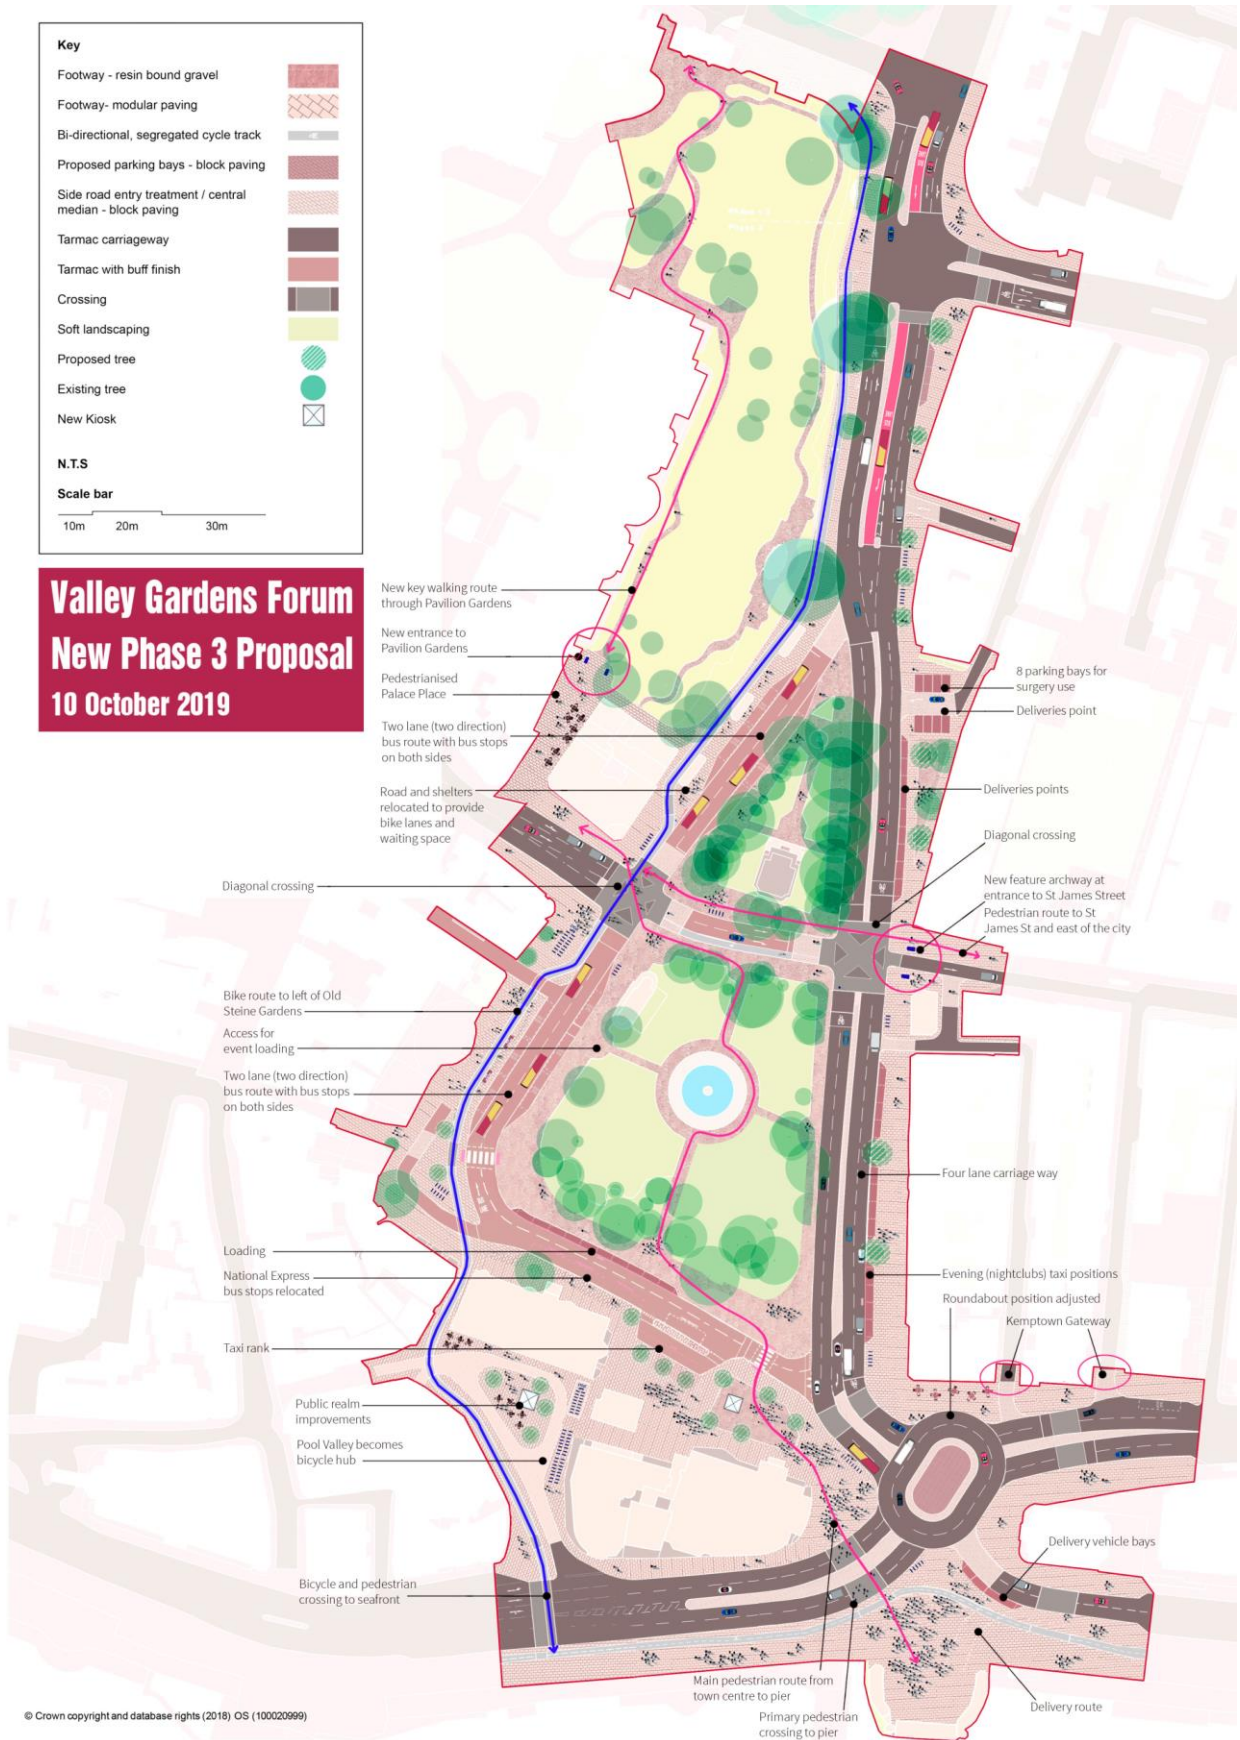 Key
Footway - resin bound gravel
Footway- modular paving
Bi-directional, segregated cycle track
Proposed parking bays - block paving
Side road entry treatment / central
median - block paving
Tarmac carriageway
Tarmac with buff finish
Crossing
Soft landscaping
Proposed tree
Existing tree
New Kiosk
N.T.S
Scale bar
10m 20m 30m
Valley Gardens Forum
New Phase 3 Proposal
10 October 2019
New key walking route
through Pavilion Gardens
New entrance to
Pavilion Gardens
Pedestrianised
Palace Place
Two lane (two direction)
bus route with bus stops
on both sides
Road and shelters
relocated to provide
bike lanes and
waiting space
Diagonal crossing
8 parking bays for
surgery use
Deliveries point
Deliveries points
Diagonal crossing
New feature archway at
entrance to St James Street
Pedestrian route to St
James St and east of the city
Bike route to left of Old
Steine Gardens
Access for
event loading
Two lane (two direction)
bus route with bus stops
on both sides
Four lane carriage way
Loading
National Express
bus stops relocated
Taxi rank
Evening (nightclubs) taxi positions
Roundabout position adjusted
Kemptown Gateway
Public realm
improvements
Pool Valley becomes
bicycle hub
Bicycle and pedestrian
crossing to seafront
Delivery vehicle bays
Main pedestrian route from
town centre to pier
Primary pedestrian
crossing to pier
Delivery route
© Crown copyright and database rights (2018) OS (100020999)